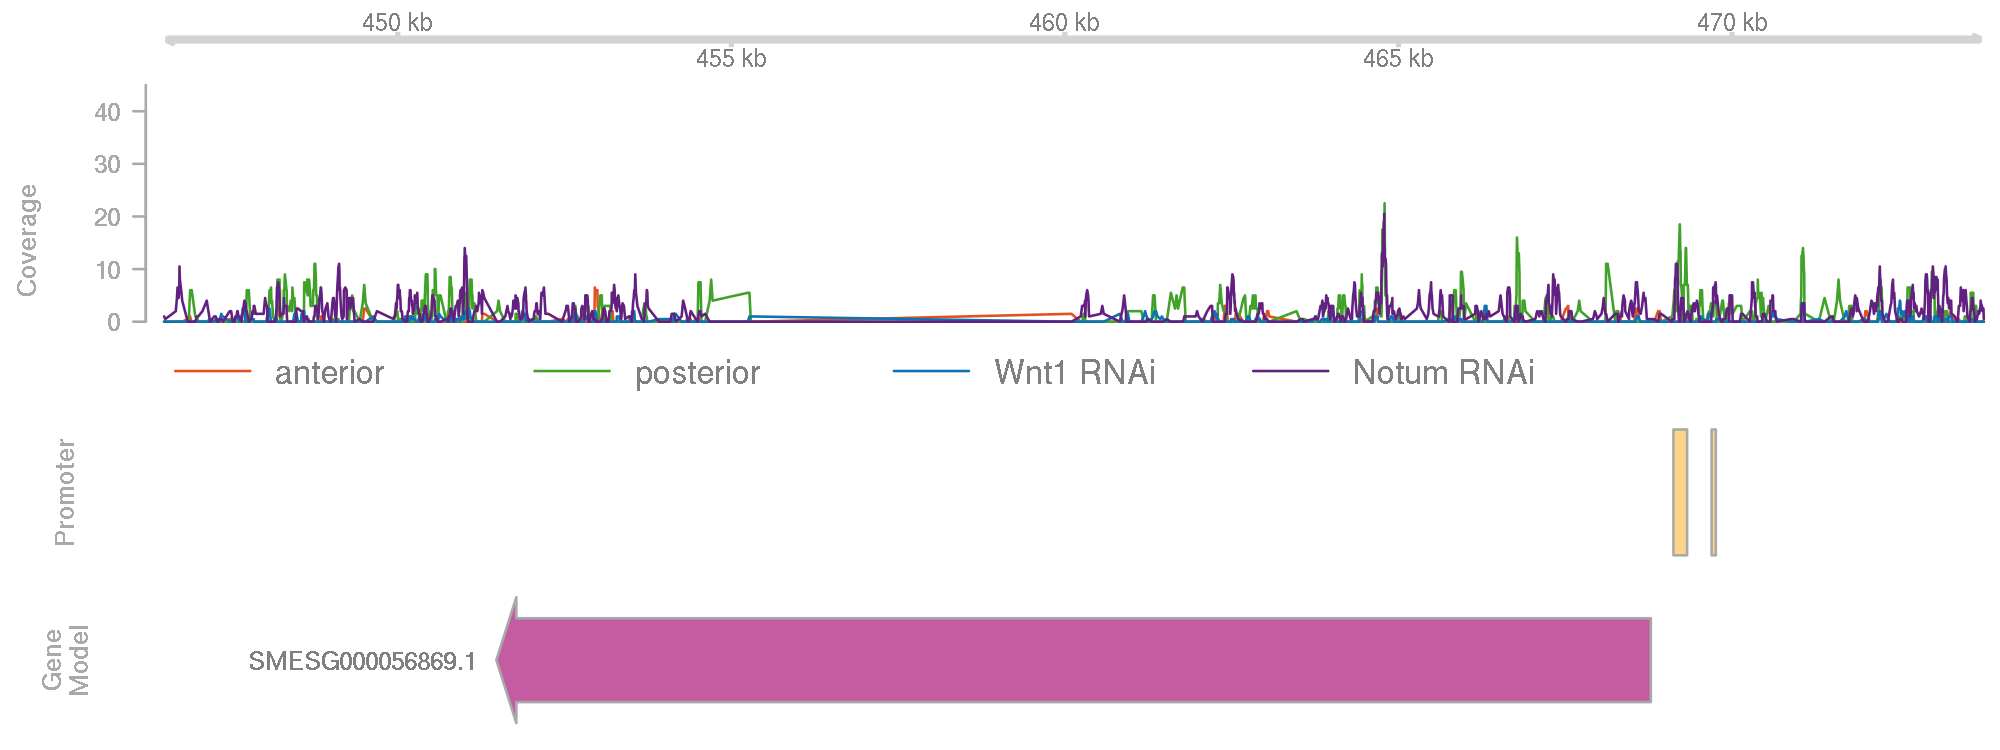 450 kb 460 kb 470 kb
455 kb 465 kb
Coverage
40
30
20
10
0
anterior posterior Wnt1 RNAi Notum RNAi
Promoter
Gene
Model
SMESG000056869.1